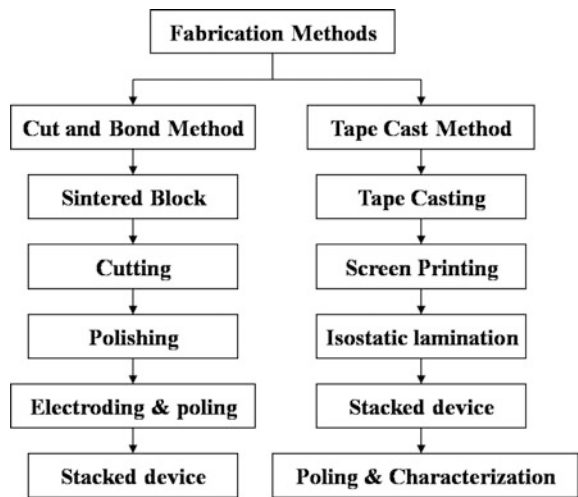 Fabrication Methods
Cut and Bond Method
Tape Cast Method
Sintered Block
Tape Casting
Cutting
Screen Printing
Polishing
Isostatic lamination
Electroding & poling
Stacked device
Stacked device
Poling & Characterization